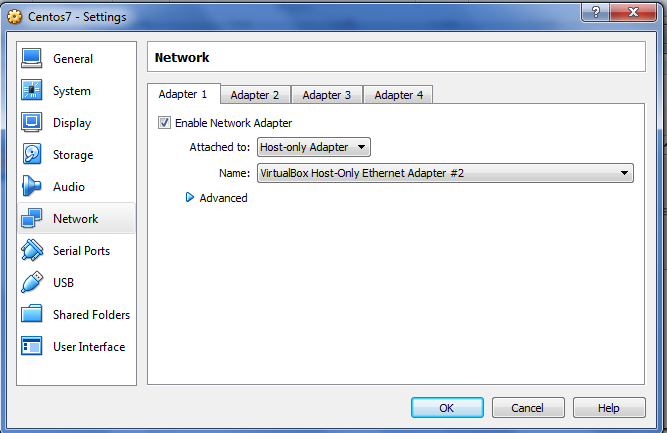 Centos7 - Settings
?
General
System
Display
Storage
Audio
Network
Serial Ports
USB
Shared Folders
User Interface
Network
Adapter 1 Adapter 2 Adapter 3 Adapter 4
Enable Network Adapter
Attached to: Host-only Adapter
Name: VirtualBox Host-Only Ethernet Adapter #2
Advanced
OK Cancel Help